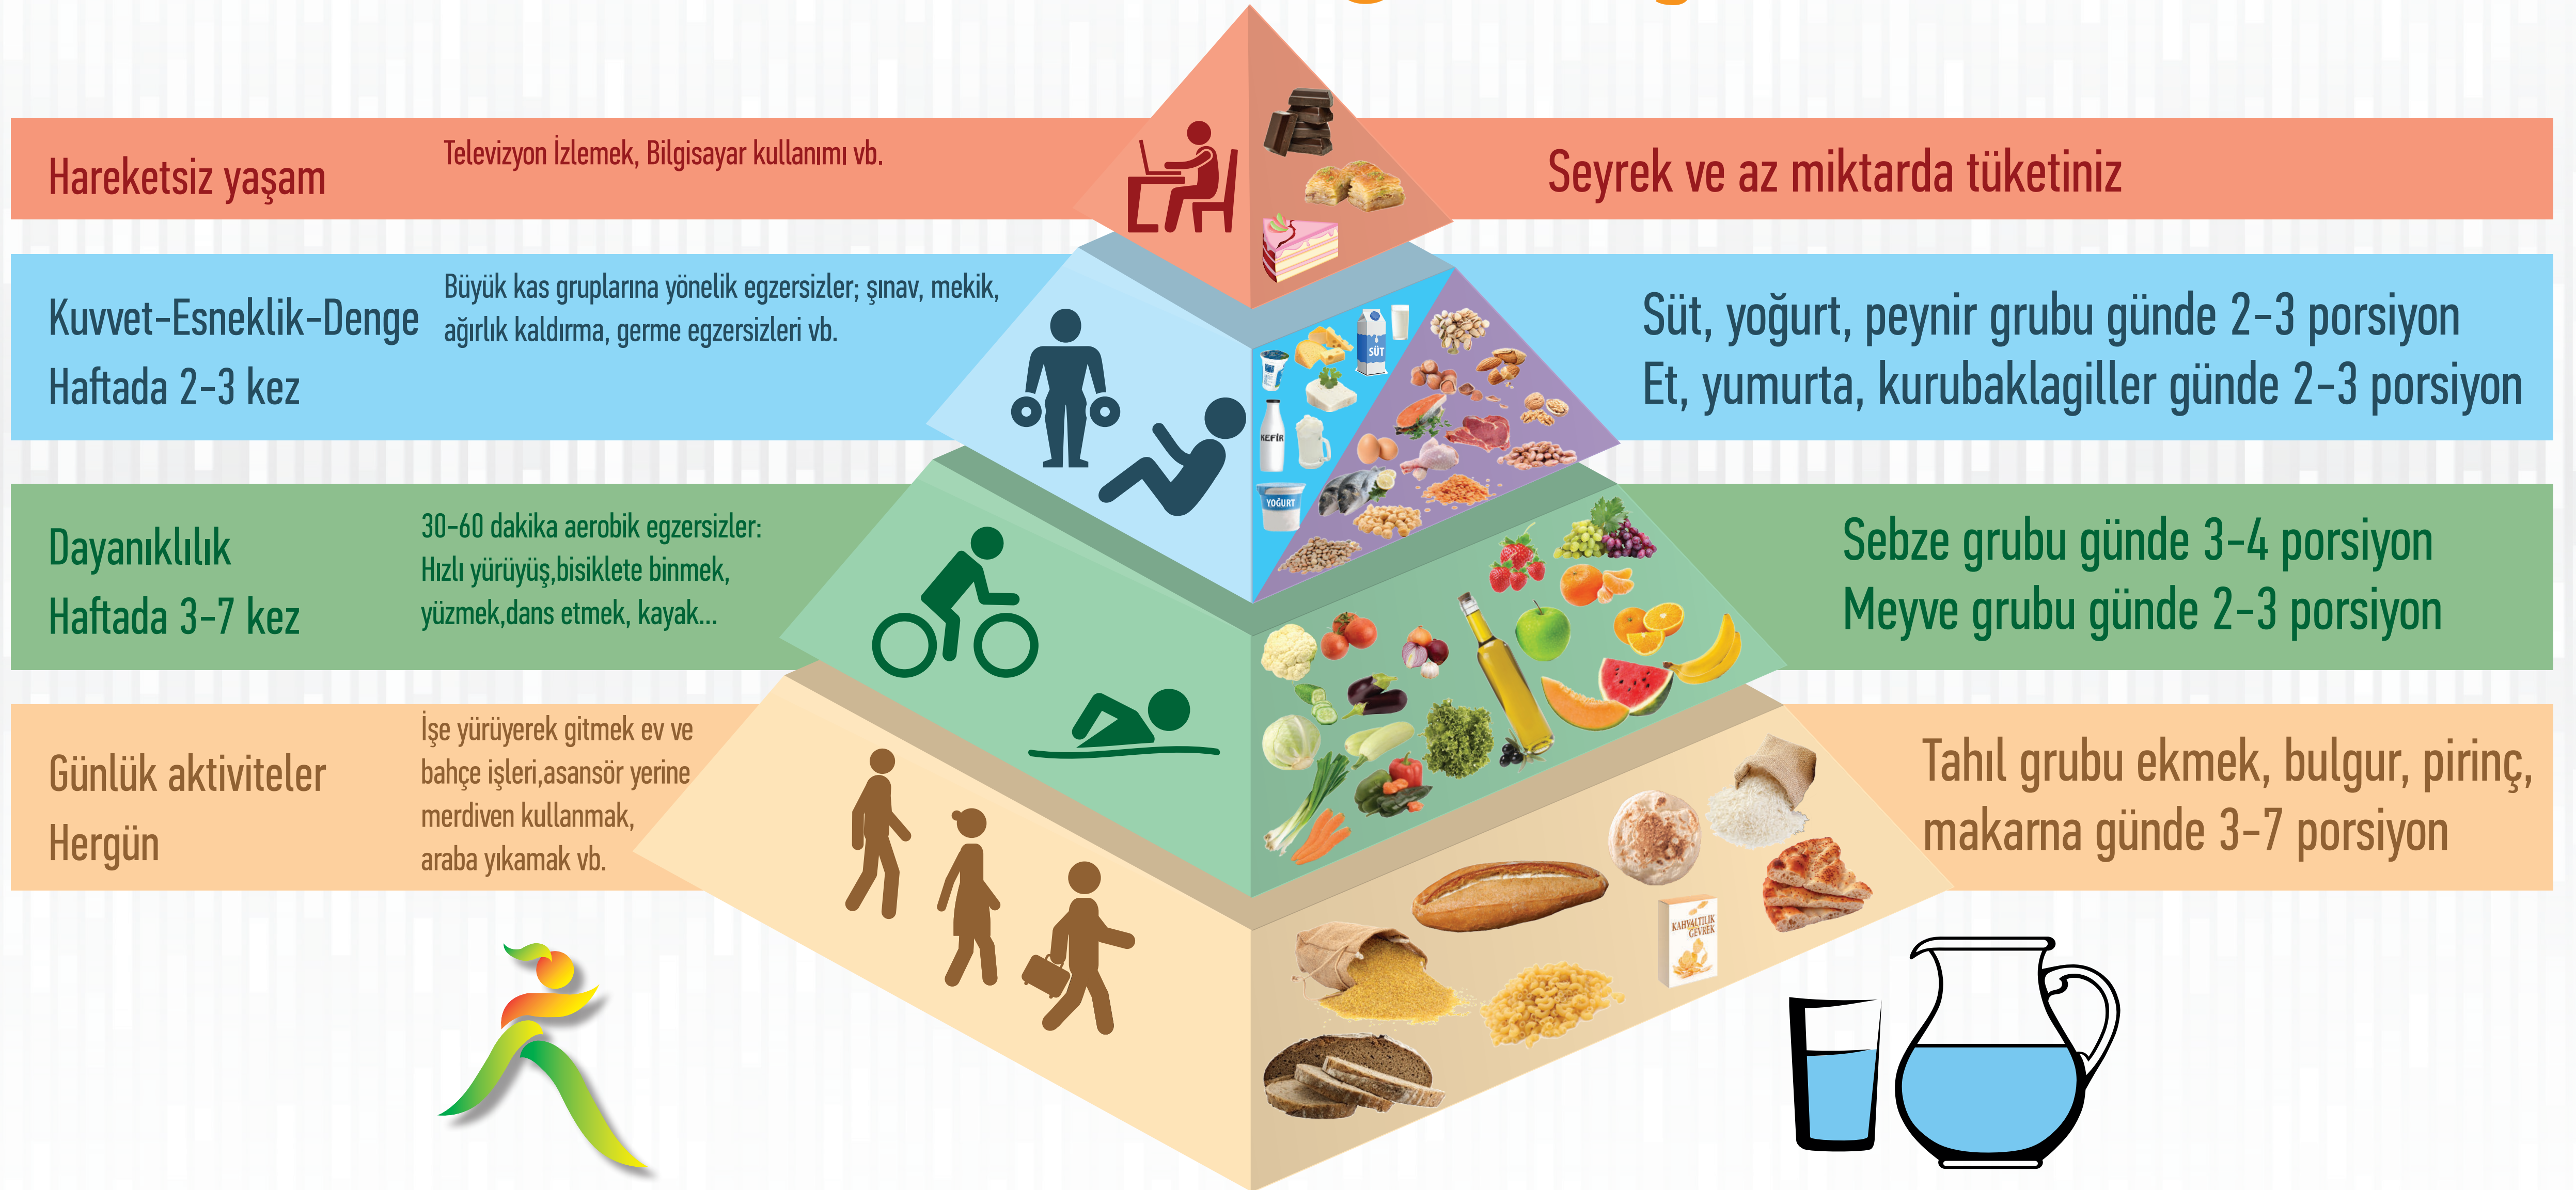 Hareketsiz yaşam
Televizyon İzlemek, Bilgisayar kullanımı vb.
Seyrek ve az miktarda tüketiniz
Kuvvet-Esneklik-Denge
Haftada 2-3 kez
Büyük kas gruplarına yönelik egzersizler; şınav, mekik,
ağırlık kaldırma, germe egzersizleri vb.
SÜT
KEFİR
YOĞURT
Süt, yoğurt, peynir grubu günde 2-3 porsiyon
Et, yumurta, kurubaklagiller günde 2-3 porsiyon
Dayanıklılık
Haftada 3-7 kez
30-60 dakika aerobik egzersizler:
Hızlı yürüyüş,bisiklete binmek,
yüzmek,dans etmek, kayak...
Sebze grubu günde 3-4 porsiyon
Meyve grubu günde 2-3 porsiyon
Günlük aktiviteler
Hergün
İşe yürüyerek gitmek ev ve
bahçe işleri,asansör yerine
merdiven kullanmak,
araba yıkamak vb.
KAHVALTILIK
GEVREK
Tahıl grubu ekmek, bulgur, pirinç,
makarna günde 3-7 porsiyon